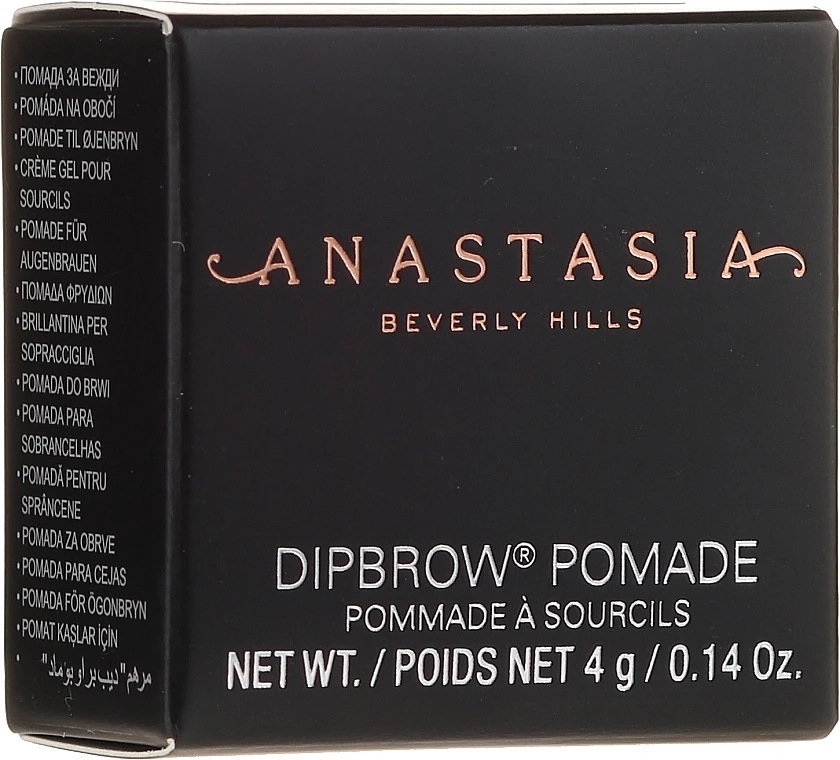 • ПОМАДА ЗА ВЕЖДИ
• POMÁDA NA OBOČÍ
• POMADE TIL ØJENBRYN
• CRÈME GEL POUR
SOURCILS
• POMADE FÜR
AUGENBRAUEN
• ΠΟΜΑΔΑ ΦΡΥΔΙΩΝ
• BRILLANTINA PER
SOPRACCIGLIA
• POMADA DO BRWI
• POMADA PARA
SOBRANCELHAS
• POMADĂ PENTRU
SPRÂNCENE
• POMADA ZA OBRVE
• POMADA PARA CEJAS
• POMADA FÖR ÖGONBRYN
• POMAT KAŞLAR İÇİN
• مرهم "ديب براو بوماد"
ANASTASIA
BEVERLY HILLS
DIPBROW® POMADE
POMMADE À SOURCILS
NET WT. / POIDS NET 4 g / 0.14 Oz.